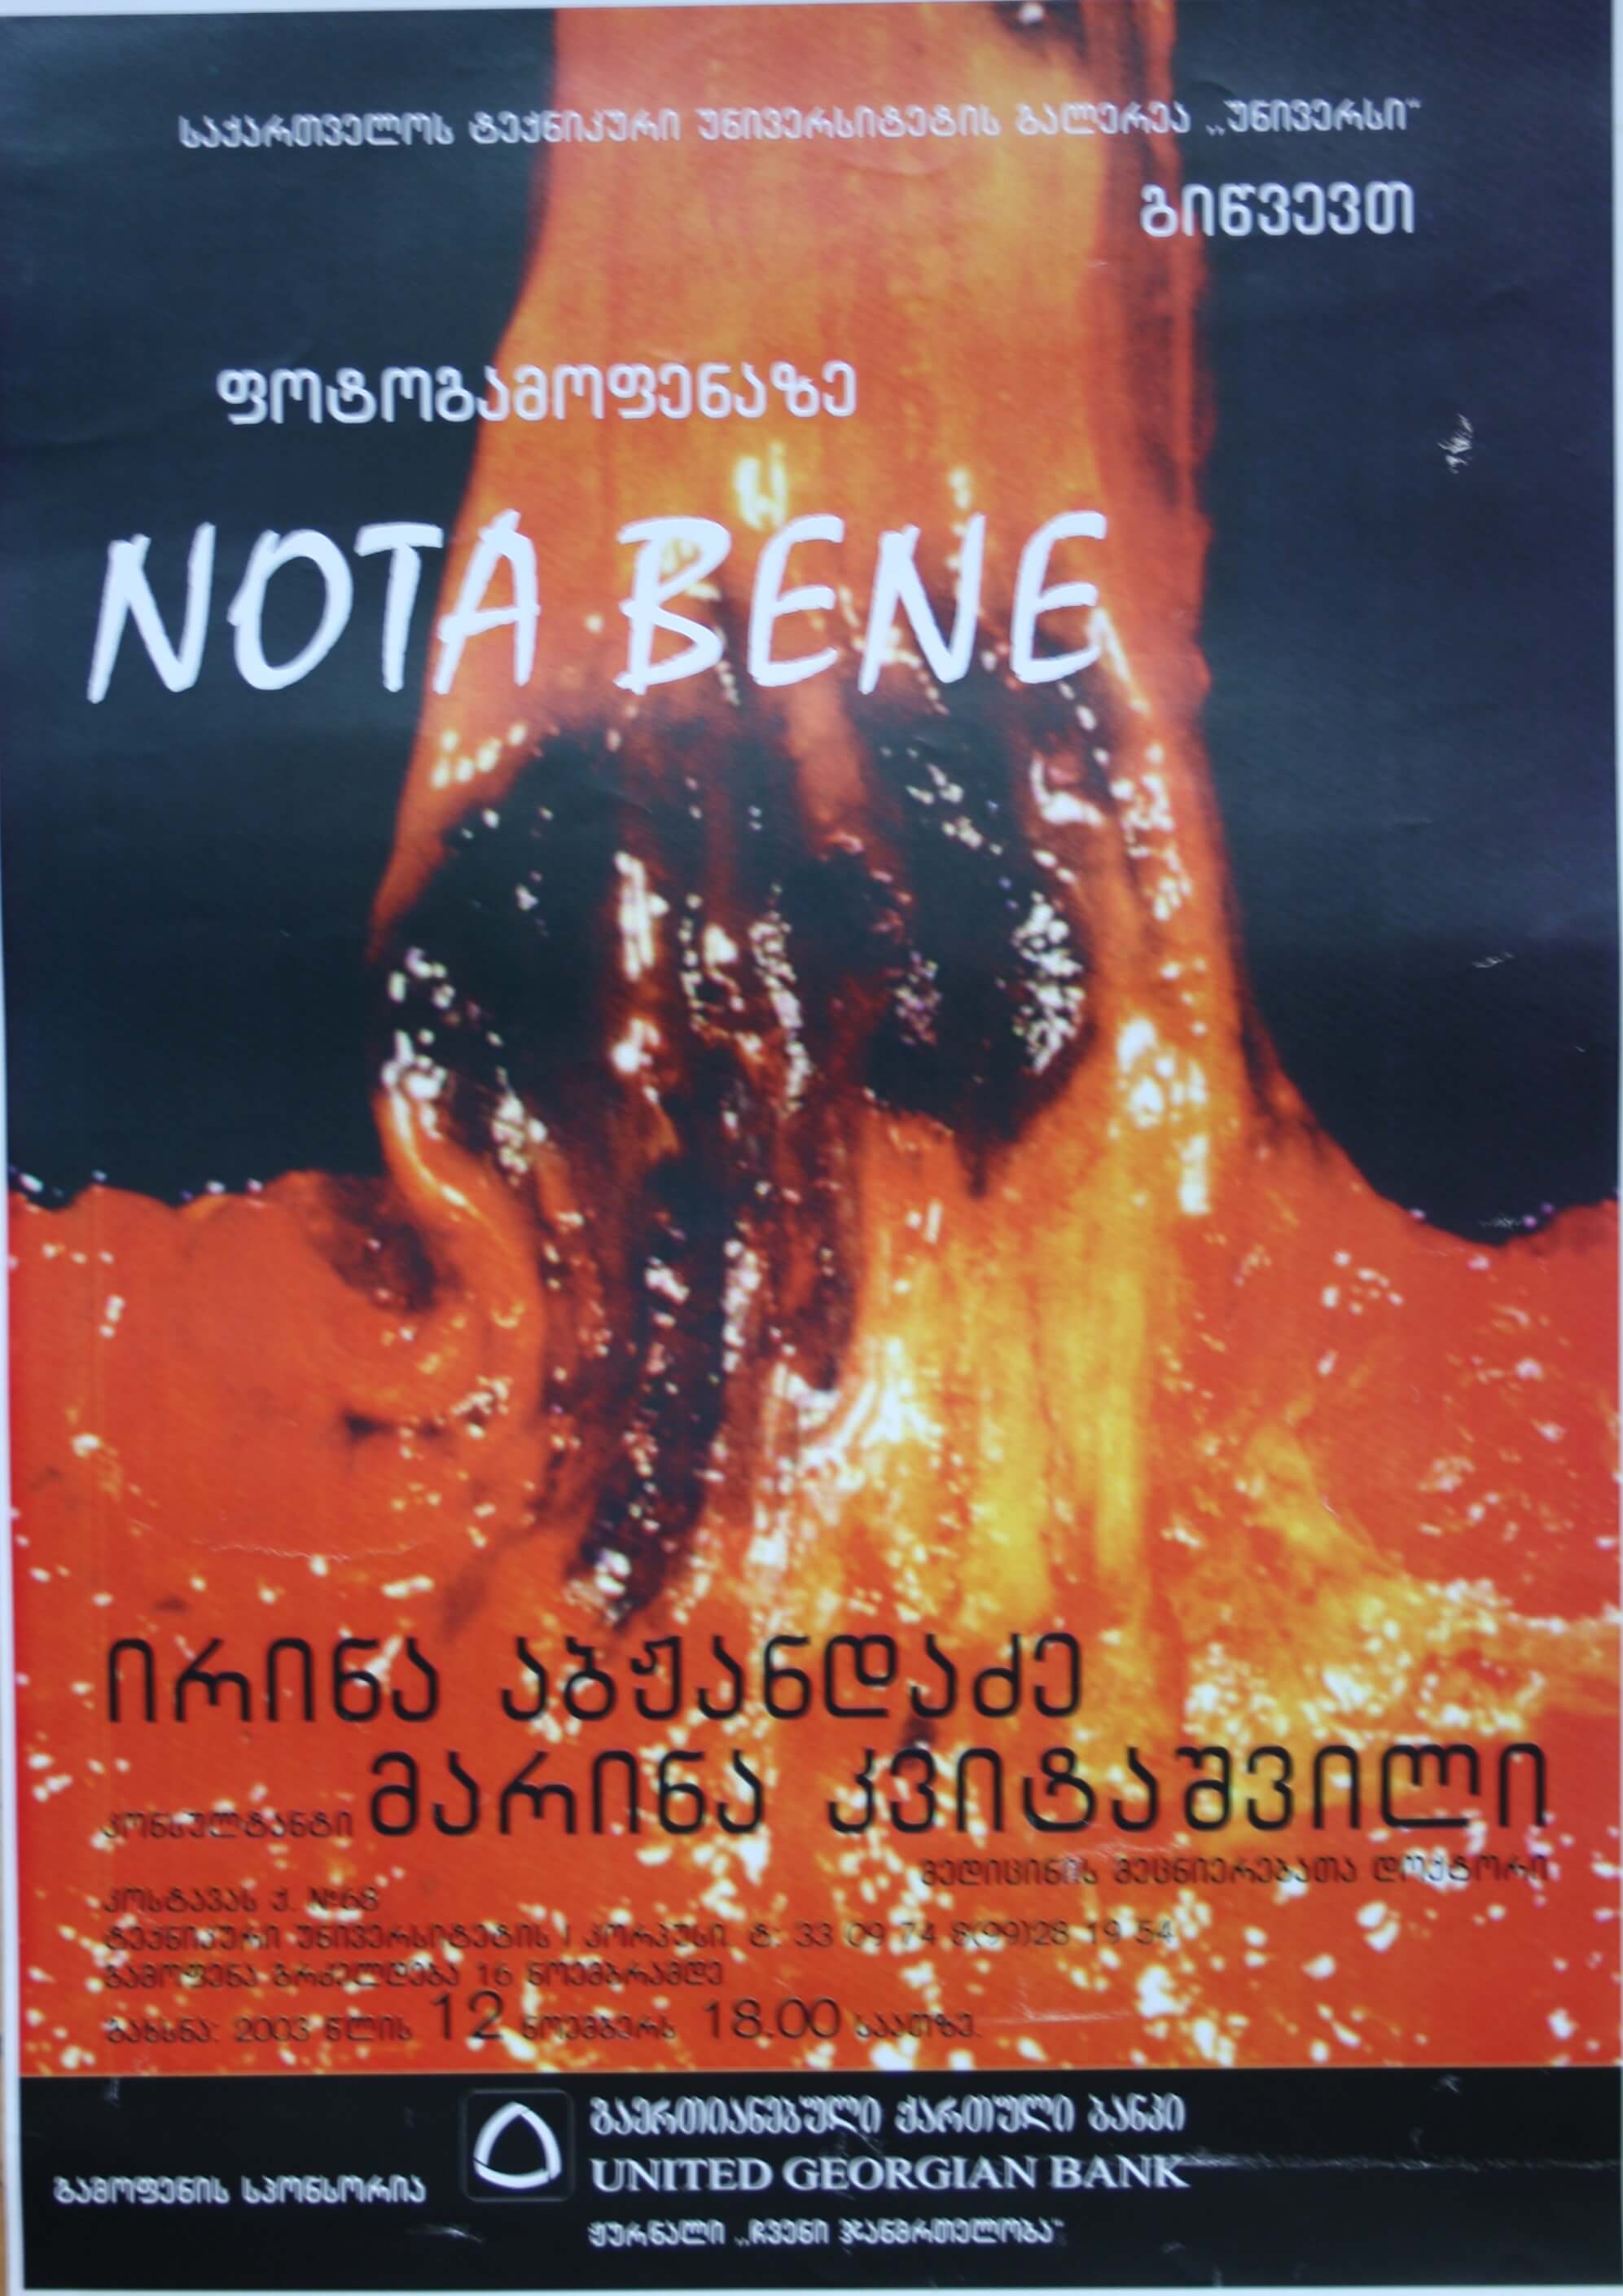 საქართველოს ტექნიკური უნივერსიტეტის გალერეა „უნივერსი“
გიწვევთ
ფოტოგამოფენაზე
NOTA BENE
ირინა აბჟანდაძე
კონსულტანტი მარინა კვიტაშვილი
მედიცინის მეცნიერებათა დოქტორი
კოსტავას ქ. №68
ტექნიკური უნივერსიტეტის I კორპუსი. ტ: 33 09 74 8(99)28 19 54
გამოფენა გრძელდება 16 ნოემბრამდე
გახსნა: 2003 წლის 12 ნოემბერს 18.00 საათზე.
გაერთიანებული ქართული ბანკი
UNITED GEORGIAN BANK
გამოფენის სპონსორია
ჟურნალი „ჩვენი ჯანმრთელობა“